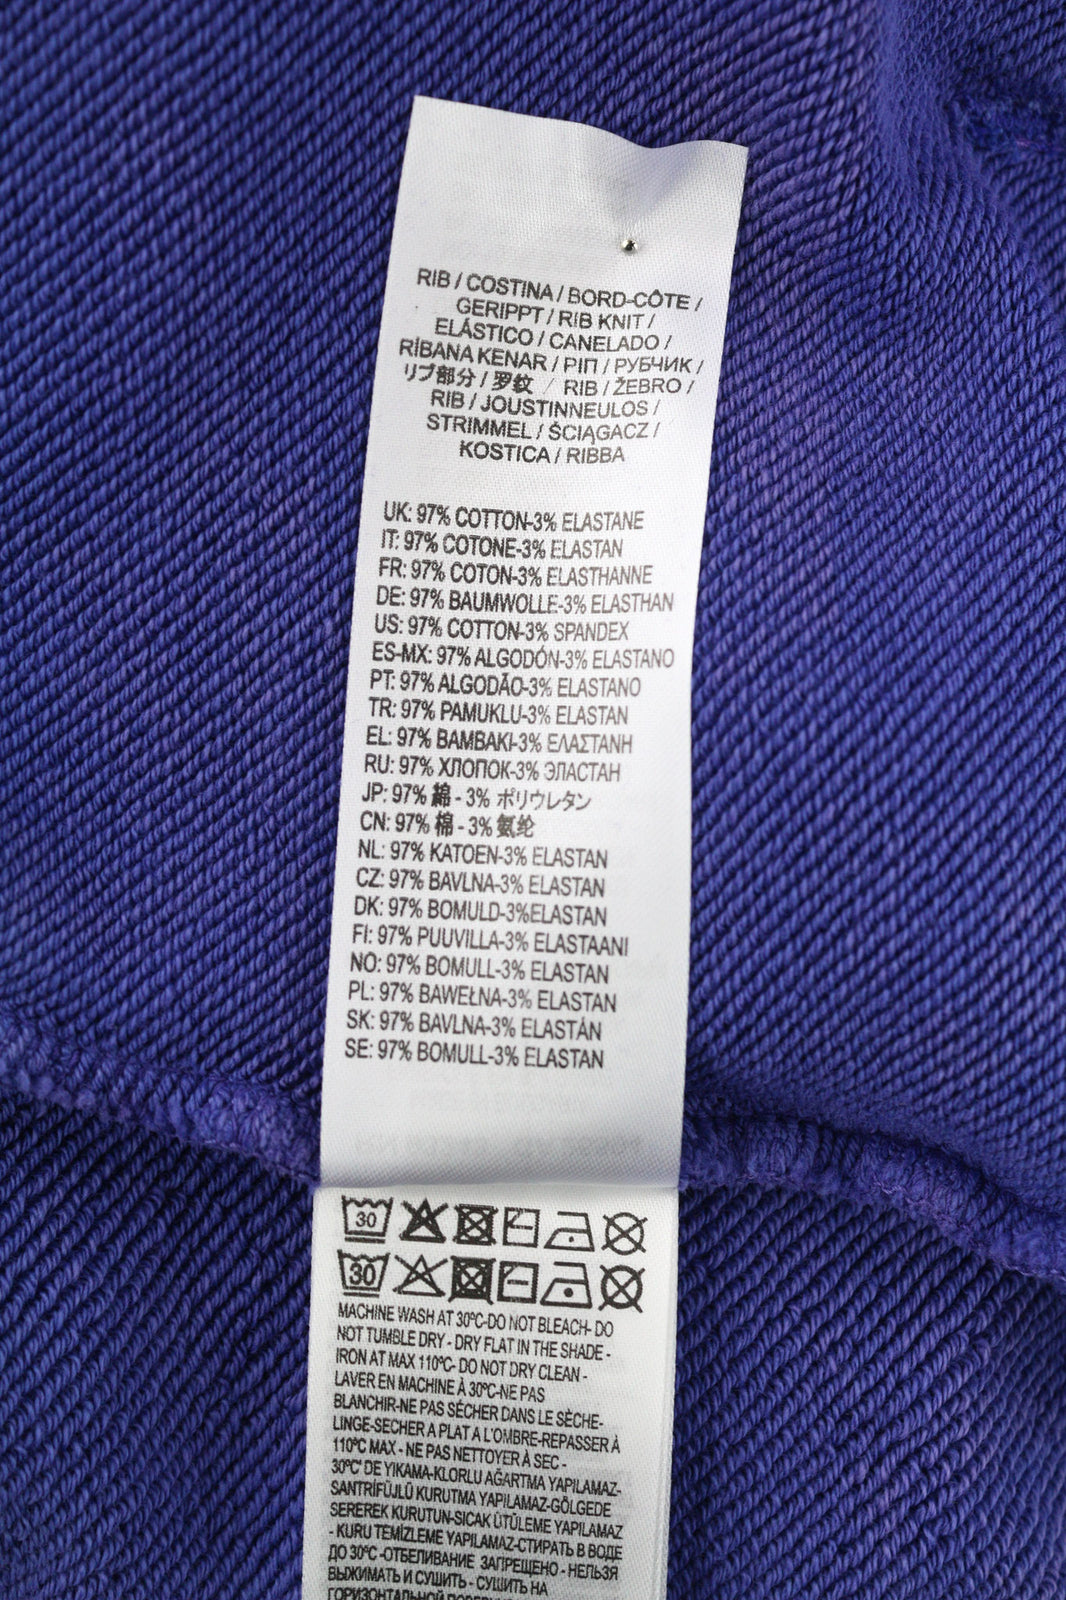 RIB / COSTINA / BORD-CÔTE /
GERIPPT / RIB KNIT /
ELÁSTICO / CANELADO /
RİBANA KENAR / РІП / РУБЧИК /
リブ部分 / 罗纹 / RIB / ŽEBRO /
RIB / JOUSTINNEULOS /
STRIMMEL / ŚCIĄGACZ /
KOSTICA / RIBBA
UK: 97% COTTON-3% ELASTANE
IT: 97% COTONE-3% ELASTAN
FR: 97% COTON-3% ELASTHANNE
DE: 97% BAUMWOLLE-3% ELASTHAN
US: 97% COTTON-3% SPANDEX
ES-MX: 97% ALGODÓN-3% ELASTANO
PT: 97% ALGODÃO-3% ELASTANO
TR: 97% PAMUKLU-3% ELASTAN
EL: 97% BAMBAKI-3% ΕΛΑΣΤΑΝΗ
RU: 97% ХЛОПОК-3% ЭЛАСТАН
JP: 97% 綿 - 3% ポリウレタン
CN: 97% 棉 - 3% 氨纶
NL: 97% KATOEN-3% ELASTAN
CZ: 97% BAVLNA-3% ELASTAN
DK: 97% BOMULD-3%ELASTAN
FI: 97% PUUVILLA-3% ELASTAANI
NO: 97% BOMULL-3% ELASTAN
PL: 97% BAWEŁNA-3% ELASTAN
SK: 97% BAVLNA-3% ELASTÁN
SE: 97% BOMULL-3% ELASTAN
30
30
MACHINE WASH AT 30ºC-DO NOT BLEACH- DO
NOT TUMBLE DRY - DRY FLAT IN THE SHADE -
IRON AT MAX 110ºC- DO NOT DRY CLEAN -
LAVER EN MACHINE À 30ºC-NE PAS
BLANCHIR-NE PAS SÉCHER DANS LE SÈCHE-
LINGE-SECHER A PLAT A L'OMBRE-REPASSER À
110ºC MAX - NE PAS NETTOYER À SEC -
30ºC' DE YIKAMA-KLORLU AĞARTMA YAPILAMAZ-
SANTRİFÜJLÜ KURUTMA YAPILAMAZ-GÖLGEDE
SEREREK KURUTUN-SICAK ÜTÜLEME YAPILAMAZ
- KURU TEMİZLEME YAPILAMAZ-СТИРАТЬ В ВОДЕ
ДО 30ºC -ОТБЕЛИВАНИЕ ЗАПРЕЩЕНО - НЕЛЬЗЯ
ВЫЖИМАТЬ И СУШИТЬ - СУШИТЬ НА
ГОРИЗОНТАЛЬНОЙ